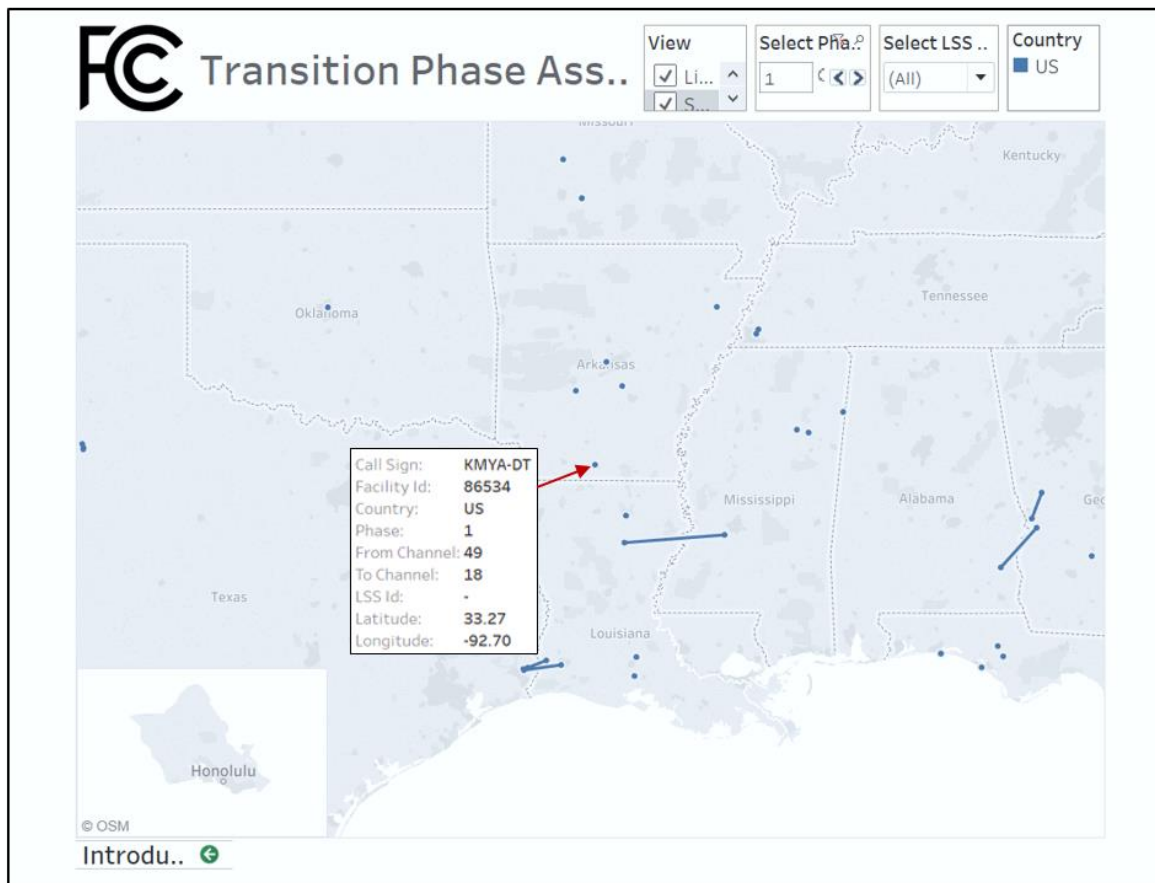 FCC Transition Phase Ass..
View
Li...
S...
Select Pha..
1
Select LSS ..
(All)
Country
US
Missouri
Kentucky
Oklahoma
Tennessee
Arkansas
Call Sign: KMYA-DT
Facility Id: 86534
Country: US
Phase: 1
From Channel: 49
To Channel: 18
LSS Id: -
Latitude: 33.27
Longitude: -92.70
Mississippi
Alabama
Geo
Texas
Louisiana
Honolulu
© OSM
Introdu..